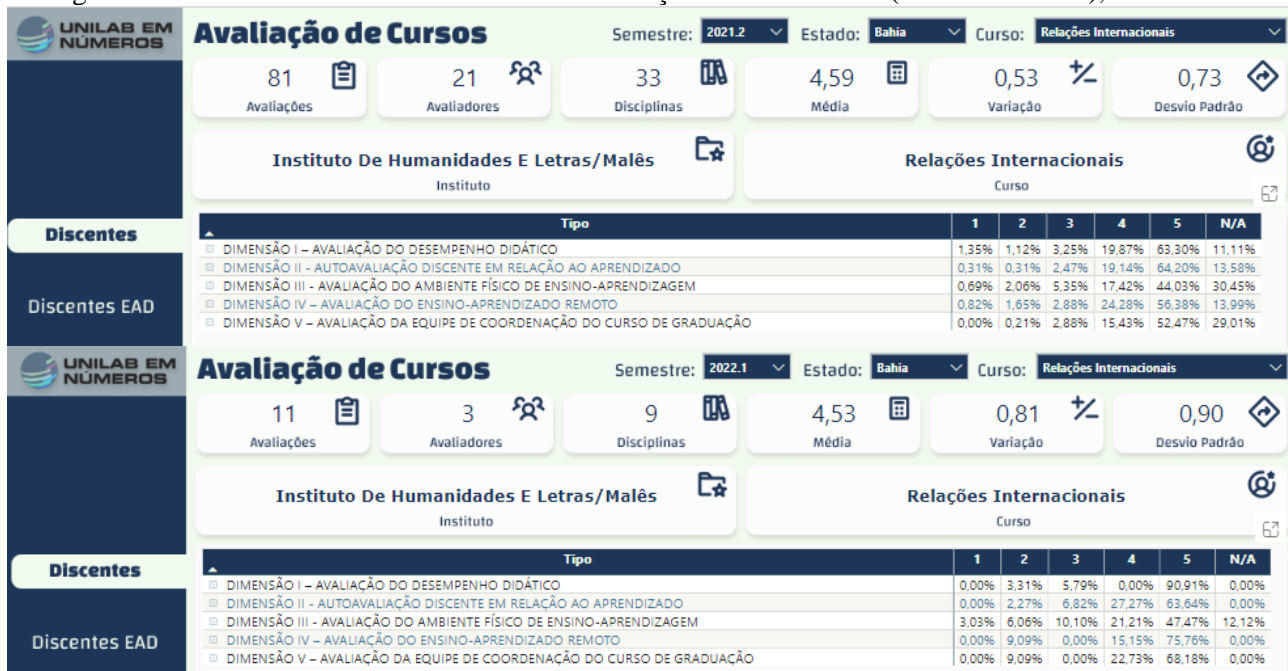 UNILAB EM
NÚMEROS
Avaliação de Cursos
Semestre: 2021.2 Estado: Bahia Curso: Relações Internacionais
81 21 33 4,59 0,53 0,73
Avaliações Avaliadores Disciplinas Média Variação Desvio Padrão
Instituto De Humanidades E Letras/Malês Relações Internacionais
Instituto Curso
Discentes
Discentes EAD
Tipo 1 2 3 4 5 N/A
DIMENSÃO I – AVALIAÇÃO DO DESEMPENHO DIDÁTICO 1,35% 1,12% 3,25% 19,87% 63,30% 11,11%
DIMENSÃO II - AUTOAVALIAÇÃO DISCENTE EM RELAÇÃO AO APRENDIZADO 0,31% 0,31% 2,47% 19,14% 64,20% 13,58%
DIMENSÃO III - AVALIAÇÃO DO AMBIENTE FÍSICO DE ENSINO-APRENDIZAGEM 0,69% 2,06% 5,35% 17,42% 44,03% 30,45%
DIMENSÃO IV – AVALIAÇÃO DO ENSINO-APRENDIZADO REMOTO 0,82% 1,65% 2,88% 24,28% 56,38% 13,99%
DIMENSÃO V – AVALIAÇÃO DA EQUIPE DE COORDENAÇÃO DO CURSO DE GRADUAÇÃO 0,00% 0,21% 2,88% 15,43% 52,47% 29,01%
UNILAB EM
NÚMEROS
Avaliação de Cursos
Semestre: 2022.1 Estado: Bahia Curso: Relações Internacionais
11 3 9 4,53 0,81 0,90
Avaliações Avaliadores Disciplinas Média Variação Desvio Padrão
Instituto De Humanidades E Letras/Malês Relações Internacionais
Instituto Curso
Discentes
Discentes EAD
Tipo 1 2 3 4 5 N/A
DIMENSÃO I – AVALIAÇÃO DO DESEMPENHO DIDÁTICO 0,00% 3,31% 5,79% 0,00% 90,91% 0,00%
DIMENSÃO II - AUTOAVALIAÇÃO DISCENTE EM RELAÇÃO AO APRENDIZADO 0,00% 2,27% 6,82% 27,27% 63,64% 0,00%
DIMENSÃO III - AVALIAÇÃO DO AMBIENTE FÍSICO DE ENSINO-APRENDIZAGEM 3,03% 6,06% 10,10% 21,21% 47,47% 12,12%
DIMENSÃO IV – AVALIAÇÃO DO ENSINO-APRENDIZADO REMOTO 0,00% 9,09% 0,00% 15,15% 75,76% 0,00%
DIMENSÃO V – AVALIAÇÃO DA EQUIPE DE COORDENAÇÃO DO CURSO DE GRADUAÇÃO 0,00% 9,09% 0,00% 22,73% 68,18% 0,00%